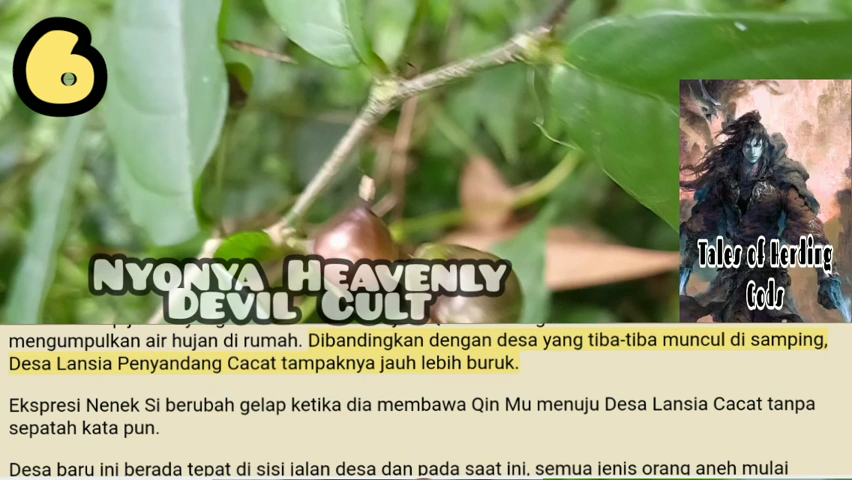 6
Tales of Herding
Gods
Nyonya Heavenly
Devil Cult
mengumpulkan air hujan di rumah. Dibandingkan dengan desa yang tiba-tiba muncul di samping,
Desa Lansia Penyandang Cacat tampaknya jauh lebih buruk.
Ekspresi Nenek Si berubah gelap ketika dia membawa Qin Mu menuju Desa Lansia Cacat tanpa
sepatah kata pun.
Desa baru ini berada tepat di sisi jalan desa dan pada saat ini, semua jenis orang aneh mulai